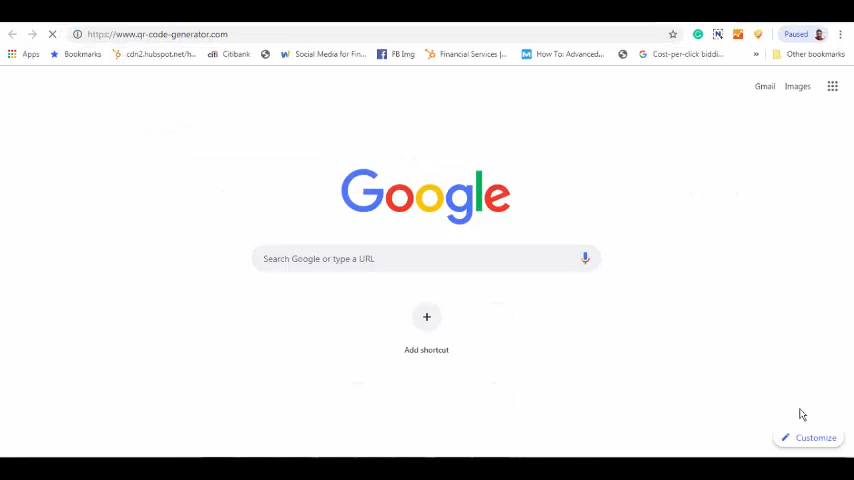 https://www.qr-code-generator.com
Paused
Apps Bookmarks cdn2.hubspot.net/h... Citibank Social Media for Fin... FB Img Financial Services |... How To: Advanced... Cost-per-click biddi... » Other bookmarks
Gmail Images
Google
Search Google or type a URL
+
Add shortcut
Customize